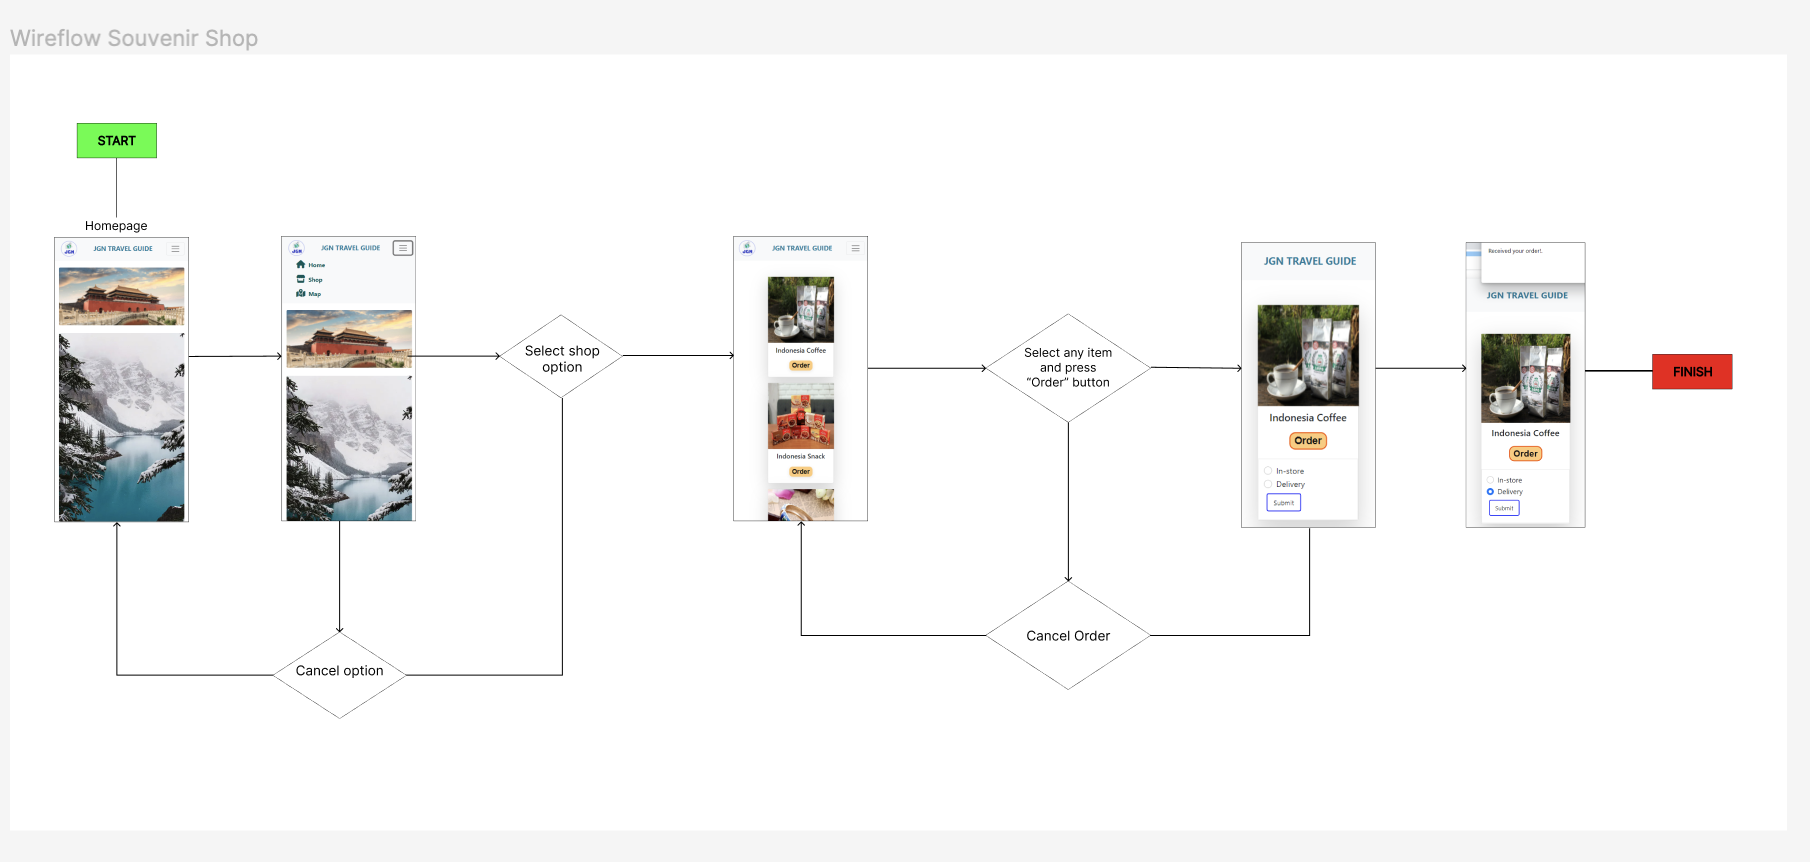 Wireflow Souvenir Shop
START
Homepage
JGN
JGN TRAVEL GUIDE
JGN
JGN TRAVEL GUIDE
Home
Shop
Map
Select shop
option
Cancel option
JGN
JGN TRAVEL GUIDE
Indonesia Coffee
Order
Indonesia Snack
Order
Select any item
and press
“Order” button
Cancel Order
JGN TRAVEL GUIDE
Indonesia Coffee
Order
In-store
Delivery
Submit
Received your order!.
JGN TRAVEL GUIDE
Indonesia Coffee
Order
In-store
Delivery
Submit
FINISH